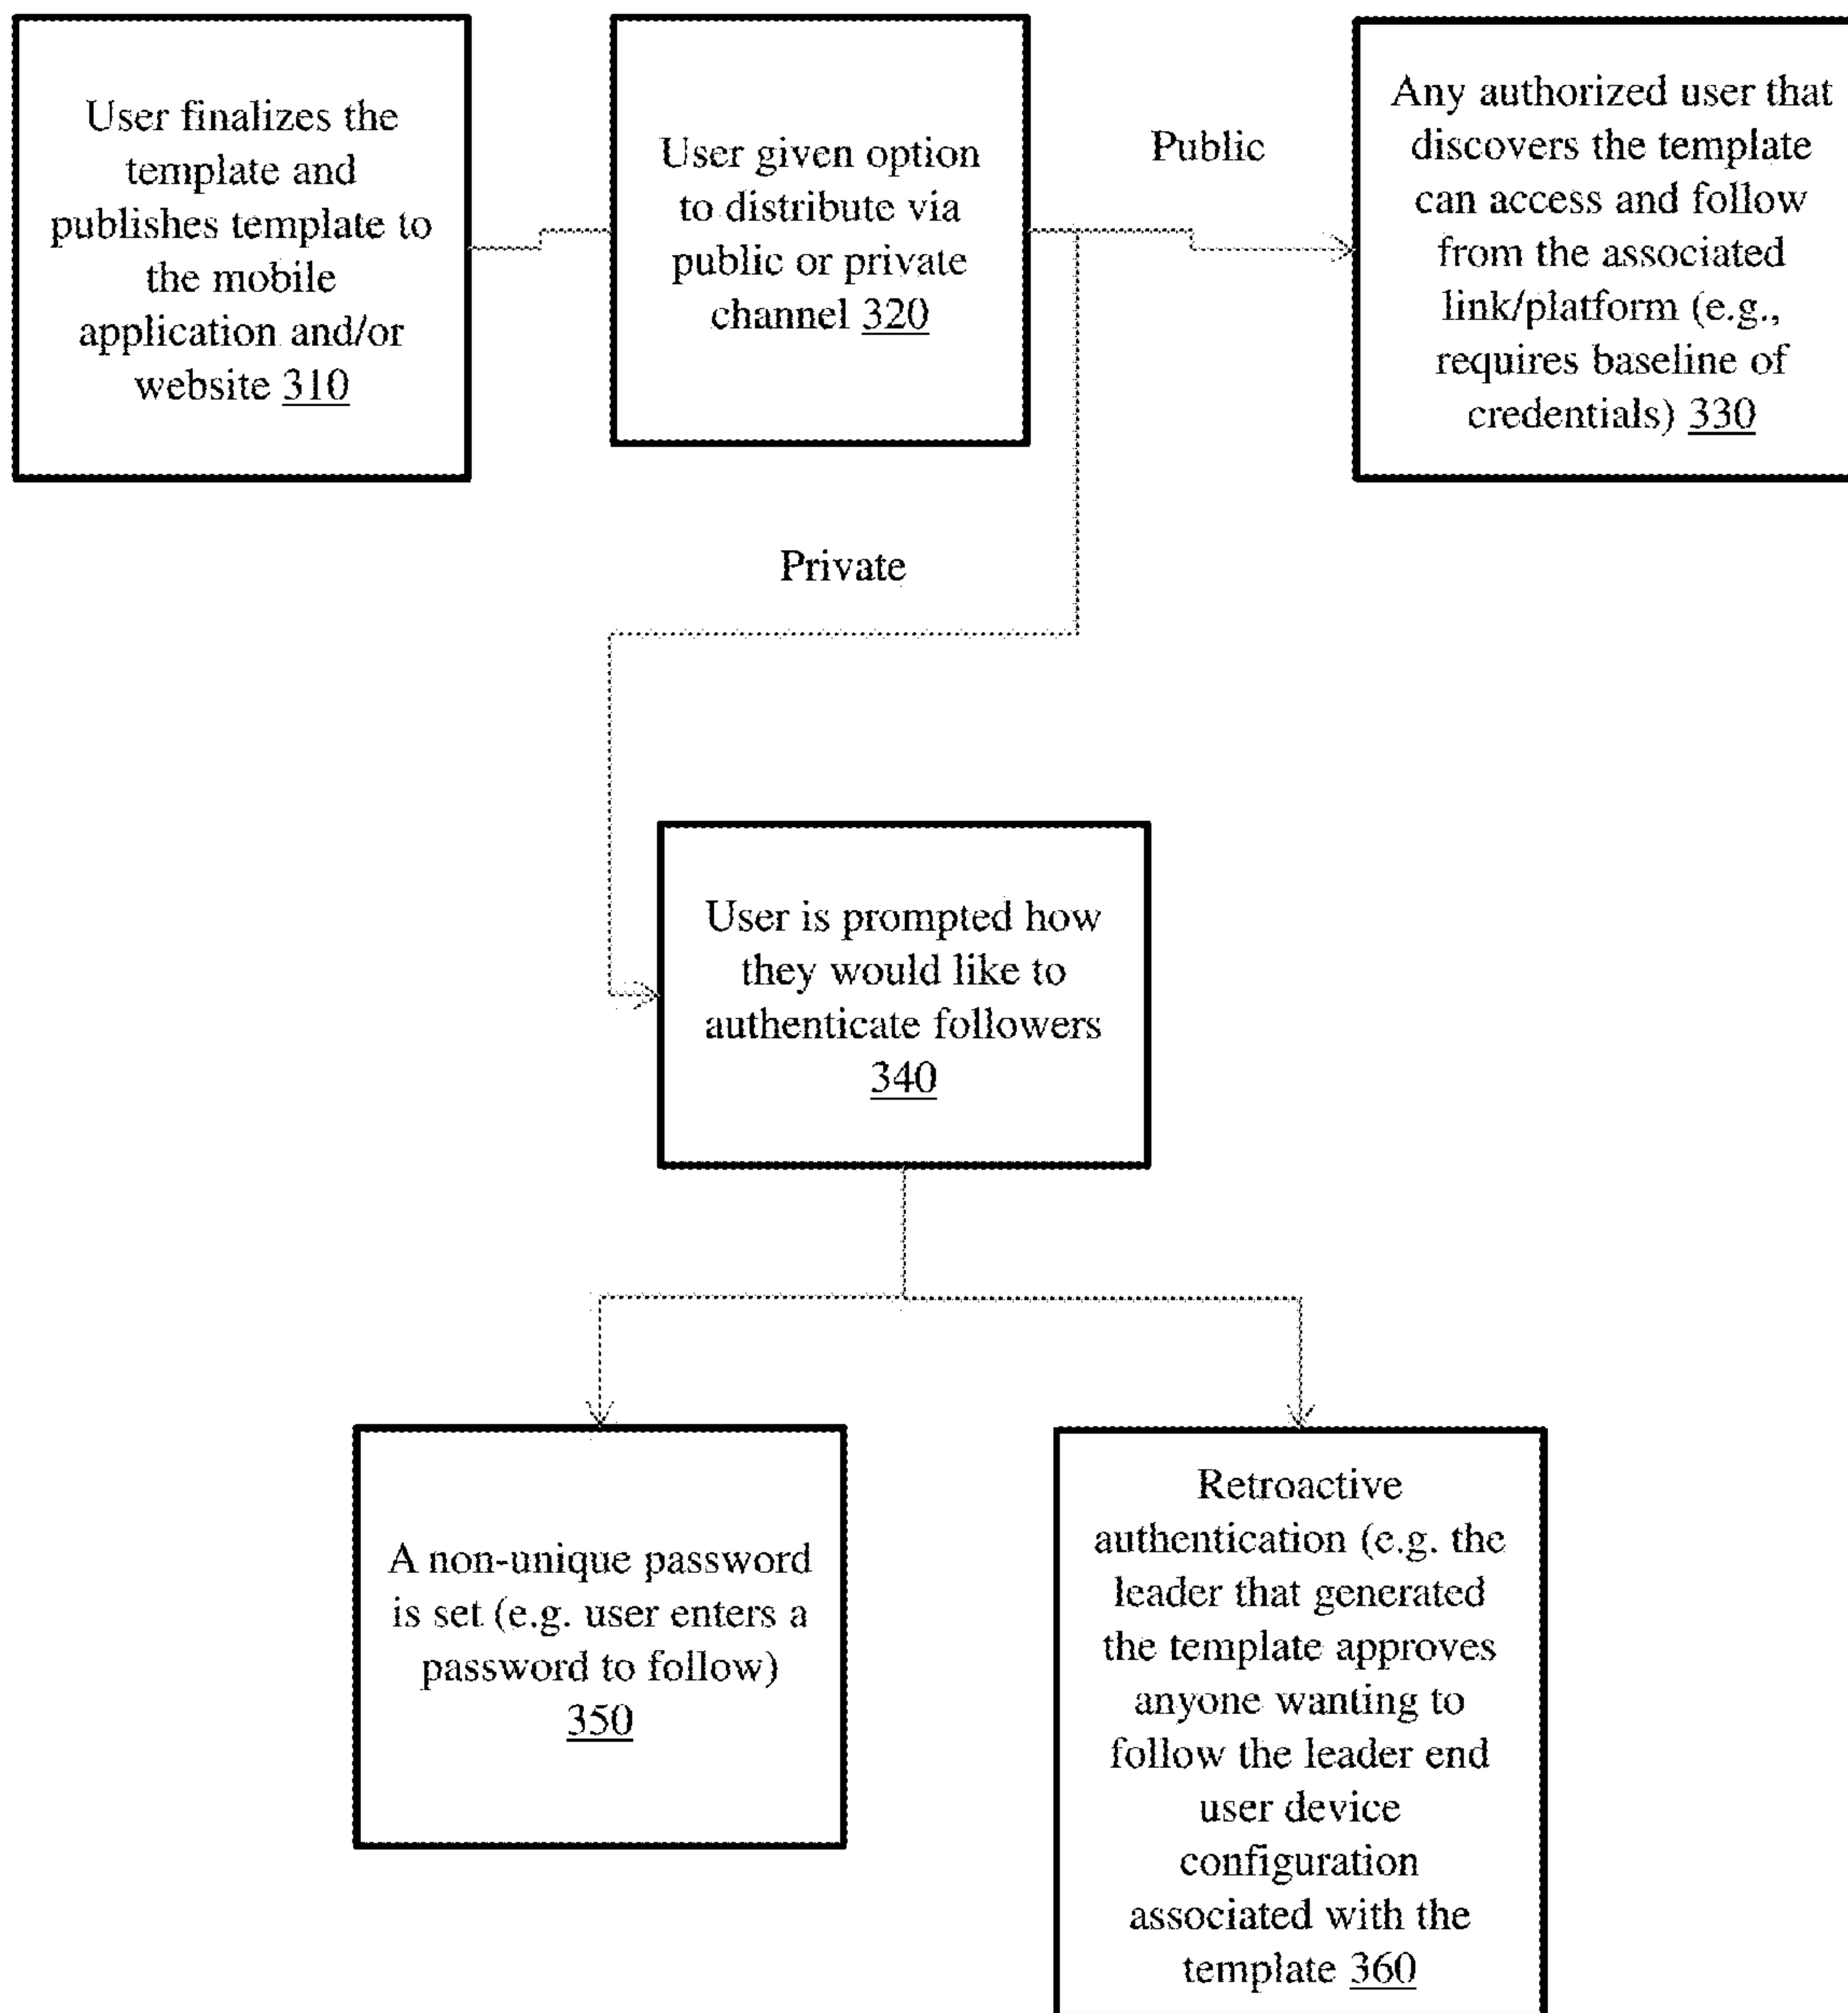 User finalizes the
template and
publishes template to
the mobile
application and/or
website 310
User given option
to distribute via
public or private
channel 320
Public
Any authorized user that
discovers the template
can access and follow
from the associated
link/platform (e.g.,
requires baseline of
credentials) 330
Private
User is prompted how
they would like to
authenticate followers
340
A non-unique password
is set (e.g. user enters a
password to follow)
350
Retroactive
authentication (e.g. the
leader that generated
the template approves
anyone wanting to
follow the leader end
user device
configuration
associated with the
template 360